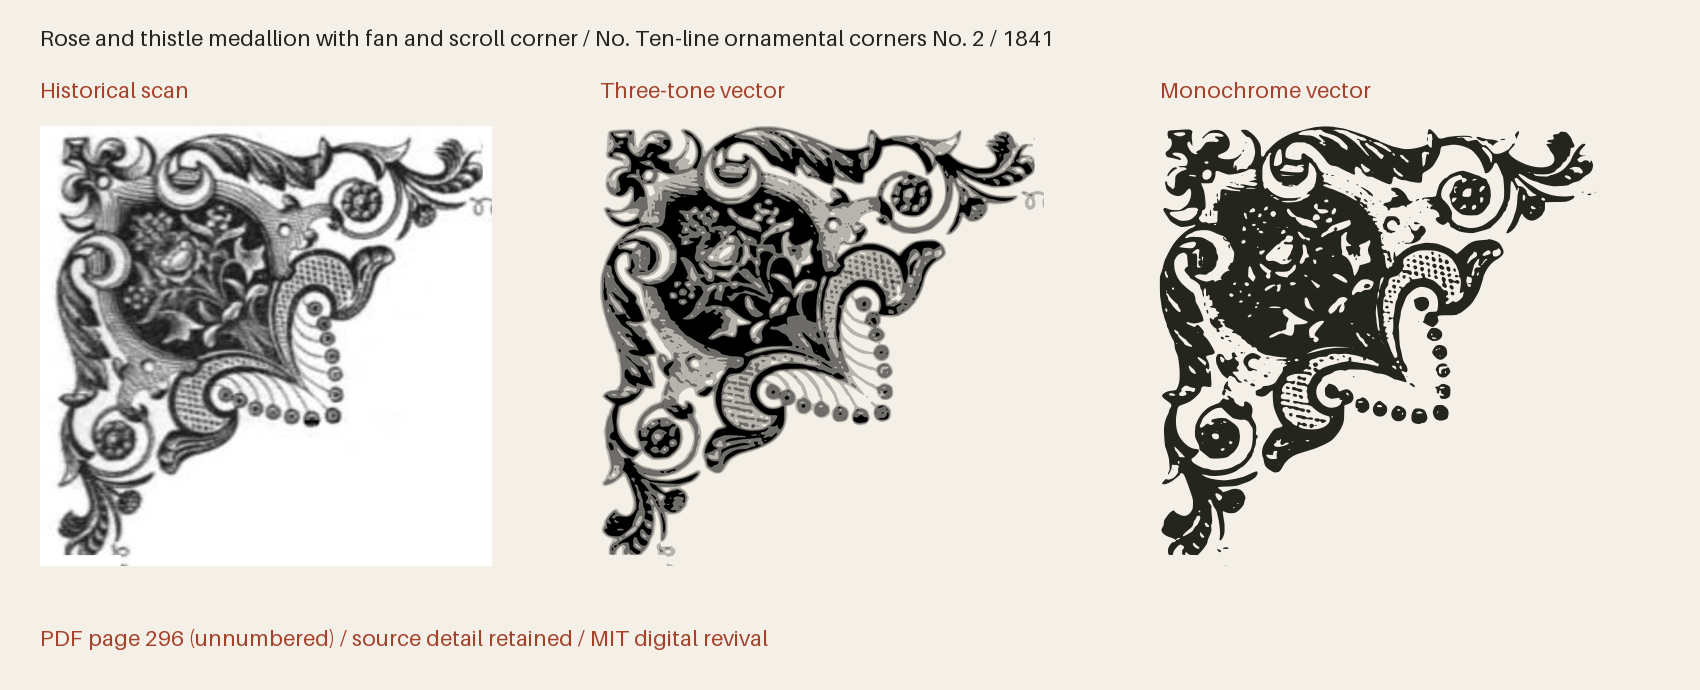 Rose and thistle medallion with fan and scroll corner / No. Ten-line ornamental corners No. 2 / 1841
Historical scan
Three-tone vector
Monochrome vector
PDF page 296 (unnumbered) / source detail retained / MIT digital revival